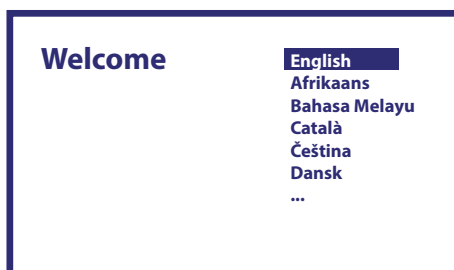 Welcome
English
Afrikaans
Bahasa Melayu
Català
Čeština
Dansk
...